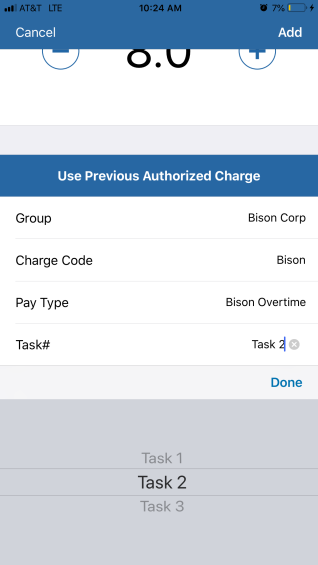 AT&T LTE 10:24 AM 7%
Cancel Add
8.0
Use Previous Authorized Charge
Group Bison Corp
Charge Code Bison
Pay Type Bison Overtime
Task# Task 2
Done
Task 1
Task 2
Task 3